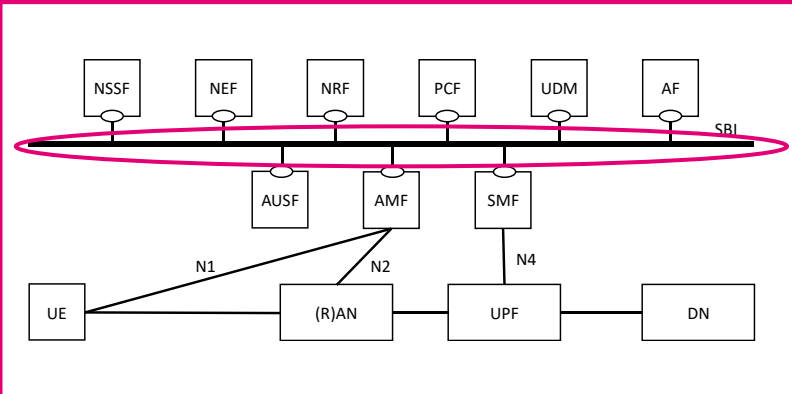 NSSF NEF NRF PCF UDM AF
SBI
AUSF AMF SMF
N1 N2 N4
UE (R)AN UPF DN